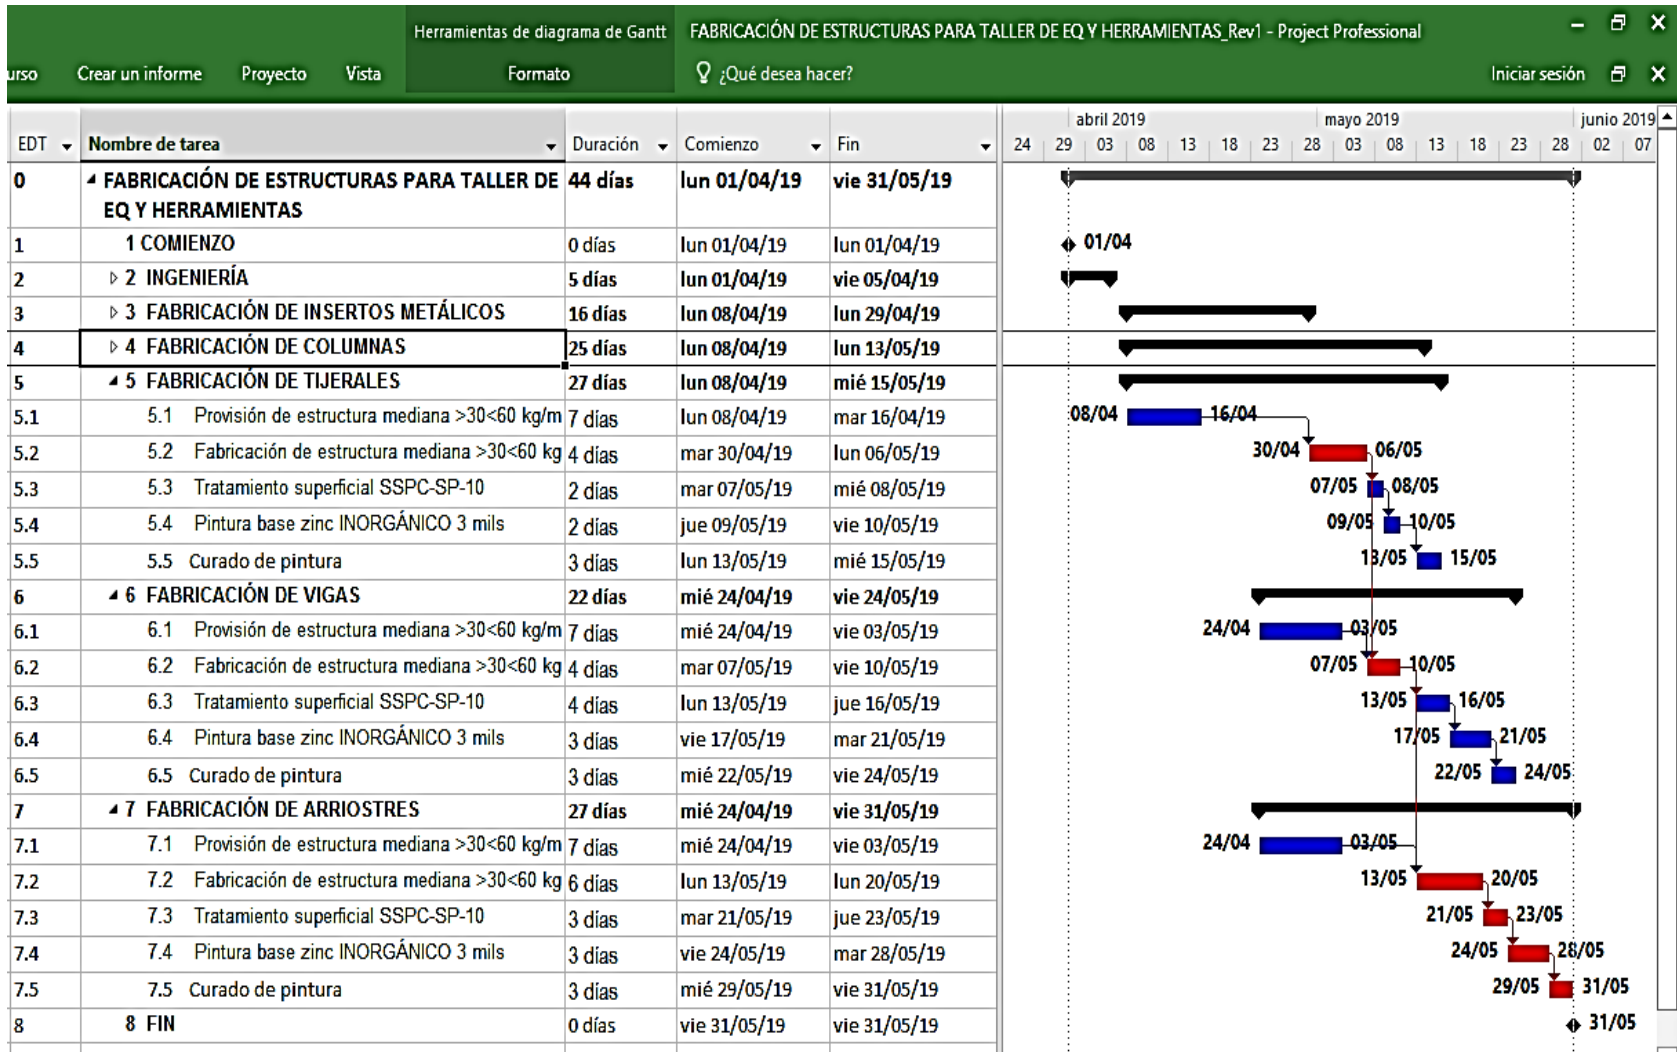 Herramientas de diagrama de Gantt FABRICACIÓN DE ESTRUCTURAS PARA TALLER DE EQ Y HERRAMIENTAS_Rev1 - Project Professional
urso Crear un informe Proyecto Vista Formato ¿Qué desea hacer? Iniciar sesión
abril 2019 mayo 2019 junio 2019
EDT Nombre de tarea Duración Comienzo Fin 24 29 03 08 13 18 23 28 03 08 13 18 23 28 02 07
0 FABRICACIÓN DE ESTRUCTURAS PARA TALLER DE 44 días lun 01/04/19 vie 31/05/19
EQ Y HERRAMIENTAS
1 1 COMIENZO 0 días lun 01/04/19 lun 01/04/19 01/04
2 2 INGENIERÍA 5 días lun 01/04/19 vie 05/04/19
3 3 FABRICACIÓN DE INSERTOS METÁLICOS 16 días lun 08/04/19 lun 29/04/19
4 4 FABRICACIÓN DE COLUMNAS 25 días lun 08/04/19 lun 13/05/19
5 5 FABRICACIÓN DE TIJERALES 27 días lun 08/04/19 mié 15/05/19
5.1 5.1 Provisión de estructura mediana >30<60 kg/m 7 días lun 08/04/19 mar 16/04/19 08/04 16/04
5.2 5.2 Fabricación de estructura mediana >30<60 kg 4 días mar 30/04/19 lun 06/05/19 30/04 06/05
5.3 5.3 Tratamiento superficial SSPC-SP-10 2 días mar 07/05/19 mié 08/05/19 07/05 08/05
5.4 5.4 Pintura base zinc INORGÁNICO 3 mils 2 días jue 09/05/19 vie 10/05/19 09/05 10/05
5.5 5.5 Curado de pintura 3 días lun 13/05/19 mié 15/05/19 13/05 15/05
6 6 FABRICACIÓN DE VIGAS 22 días mié 24/04/19 vie 24/05/19
6.1 6.1 Provisión de estructura mediana >30<60 kg/m 7 días mié 24/04/19 vie 03/05/19 24/04 03/05
6.2 6.2 Fabricación de estructura mediana >30<60 kg 4 días mar 07/05/19 vie 10/05/19 07/05 10/05
6.3 6.3 Tratamiento superficial SSPC-SP-10 4 días lun 13/05/19 jue 16/05/19 13/05 16/05
6.4 6.4 Pintura base zinc INORGÁNICO 3 mils 3 días vie 17/05/19 mar 21/05/19 17/05 21/05
6.5 6.5 Curado de pintura 3 días mié 22/05/19 vie 24/05/19 22/05 24/05
7 7 FABRICACIÓN DE ARRIOSTRES 27 días mié 24/04/19 vie 31/05/19
7.1 7.1 Provisión de estructura mediana >30<60 kg/m 7 días mié 24/04/19 vie 03/05/19 24/04 03/05
7.2 7.2 Fabricación de estructura mediana >30<60 kg 6 días lun 13/05/19 lun 20/05/19 13/05 20/05
7.3 7.3 Tratamiento superficial SSPC-SP-10 3 días mar 21/05/19 jue 23/05/19 21/05 23/05
7.4 7.4 Pintura base zinc INORGÁNICO 3 mils 3 días vie 24/05/19 mar 28/05/19 24/05 28/05
7.5 7.5 Curado de pintura 3 días mié 29/05/19 vie 31/05/19 29/05 31/05
8 8 FIN 0 días vie 31/05/19 vie 31/05/19 31/05